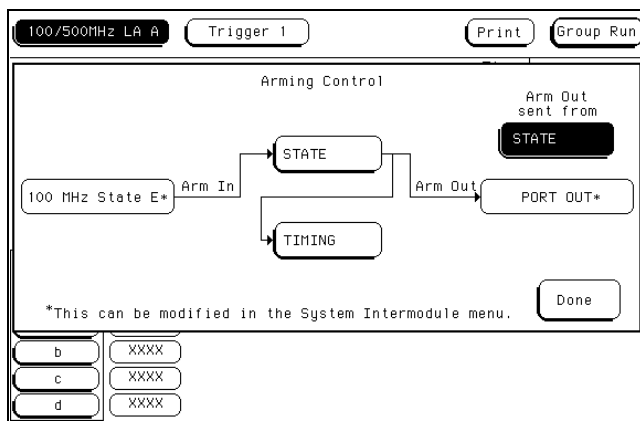 100/500MHz LA A Trigger 1 Print Group Run
Arming Control
Arm Out
sent from
STATE
STATE
Arm In
Arm Out
100 MHz State E*
PORT OUT*
TIMING
Done
*This can be modified in the System Intermodule menu.
b XXXX
c XXXX
d XXXX